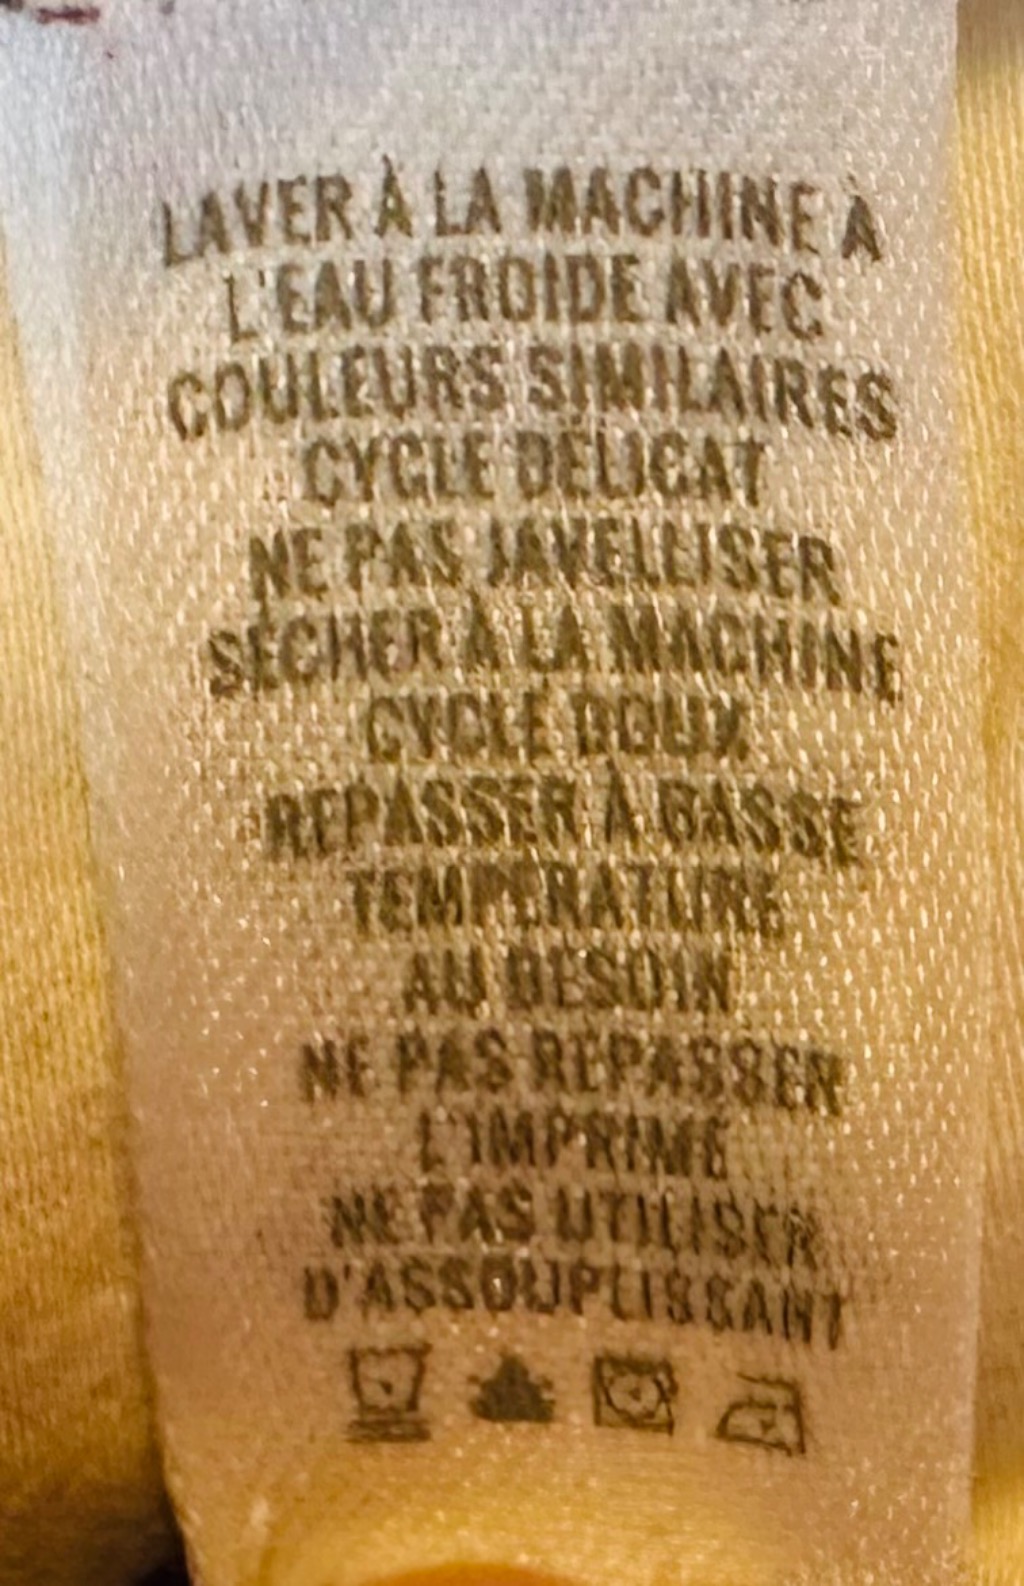 LAVER À LA MACHINE À
L'EAU FROIDE AVEC
COULEURS SIMILAIRES
CYCLE DÉLICAT
NE PAS JAVELLISER
SÉCHER À LA MACHINE
CYCLE DOUX
REPASSER À BASSE
TEMPÉRATURE
AU BESOIN
NE PAS REPASSER
L'IMPRIMÉ
NE PAS UTILISER
D'ASSOUPLISSANT